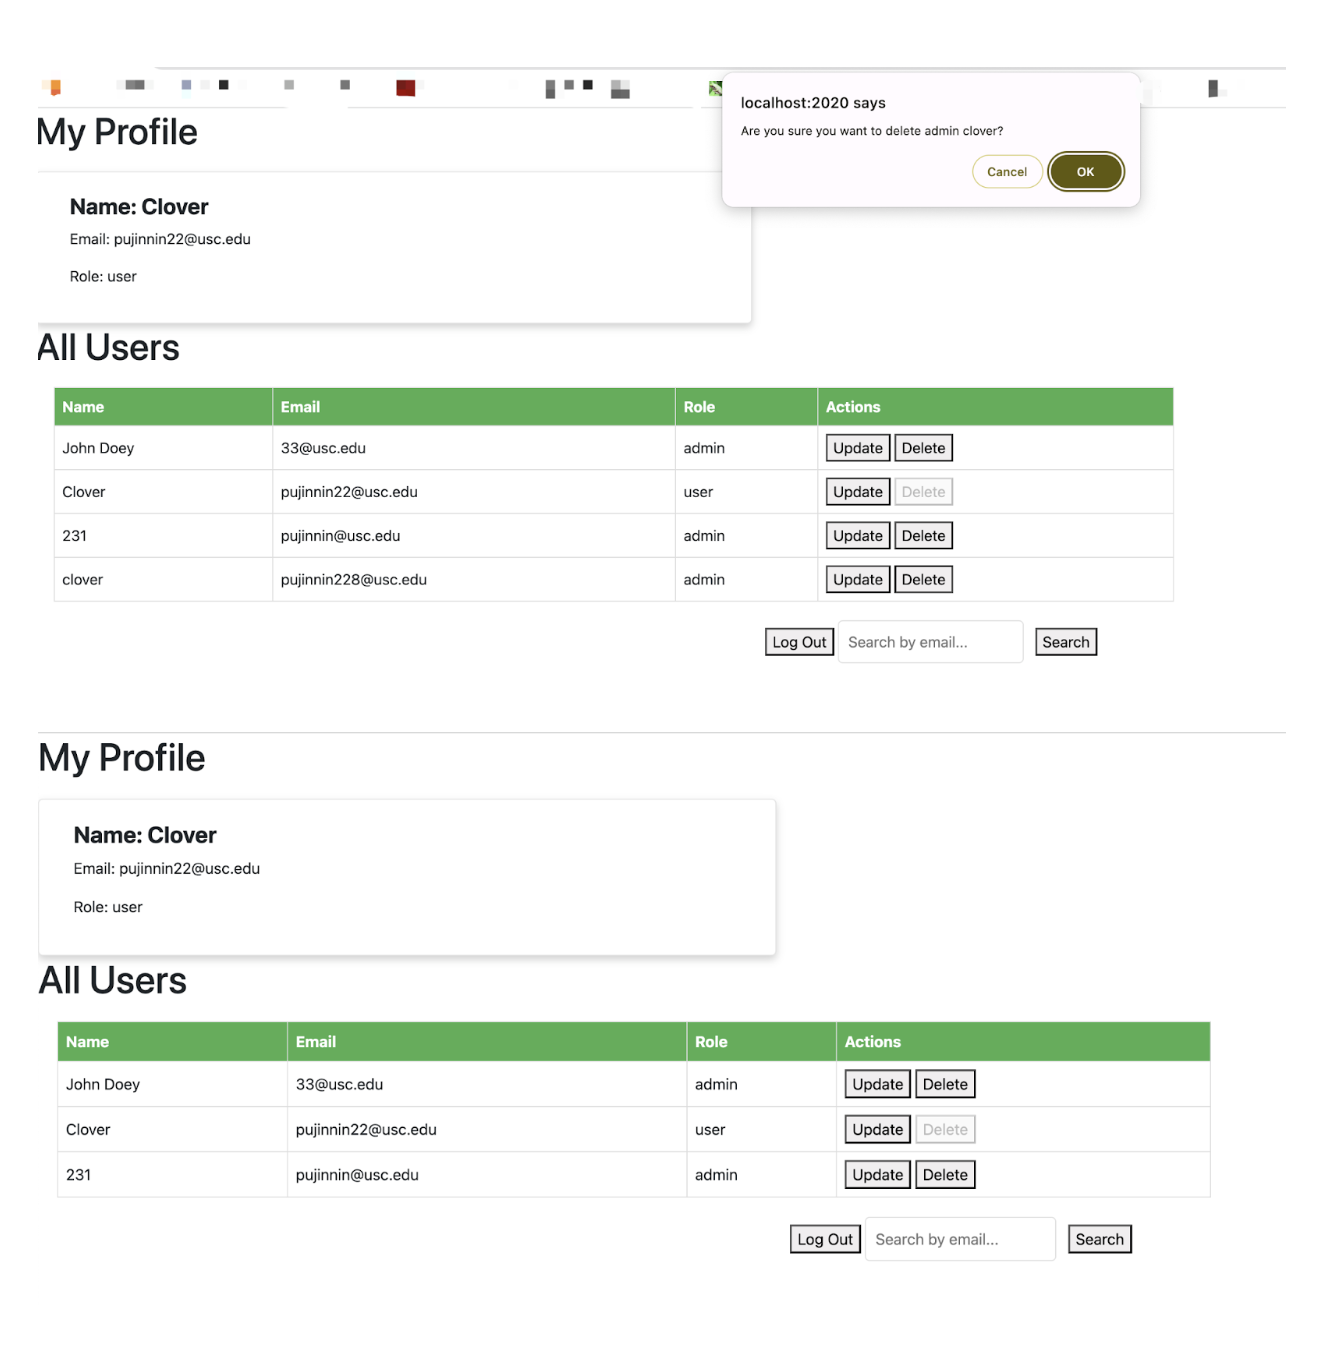 localhost:2020 says
Are you sure you want to delete admin clover?
Cancel OK
My Profile
Name: Clover
Email: pujinnin22@usc.edu
Role: user
All Users
Name Email Role Actions
John Doey 33@usc.edu admin Update Delete
Clover pujinnin22@usc.edu user Update Delete
231 pujinnin@usc.edu admin Update Delete
clover pujinnin228@usc.edu admin Update Delete
Log Out Search by email... Search
My Profile
Name: Clover
Email: pujinnin22@usc.edu
Role: user
All Users
Name Email Role Actions
John Doey 33@usc.edu admin Update Delete
Clover pujinnin22@usc.edu user Update Delete
231 pujinnin@usc.edu admin Update Delete
Log Out Search by email... Search